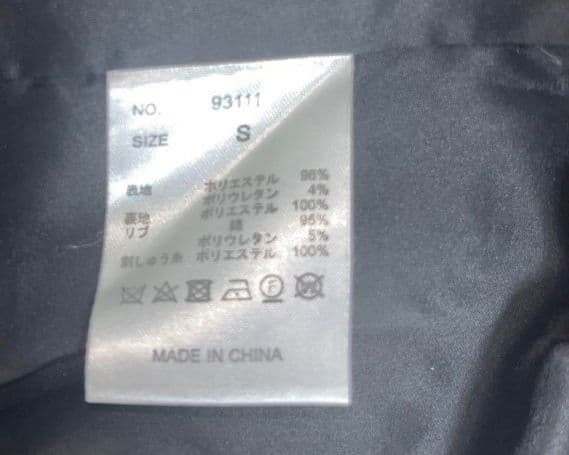 NO. 93111
SIZE S
表地 ポリエステル 96%
ポリウレタン 4%
裏地 ポリエステル 100%
リブ 綿 95%
ポリウレタン 5%
刺しゅう糸 ポリエステル 100%
MADE IN CHINA